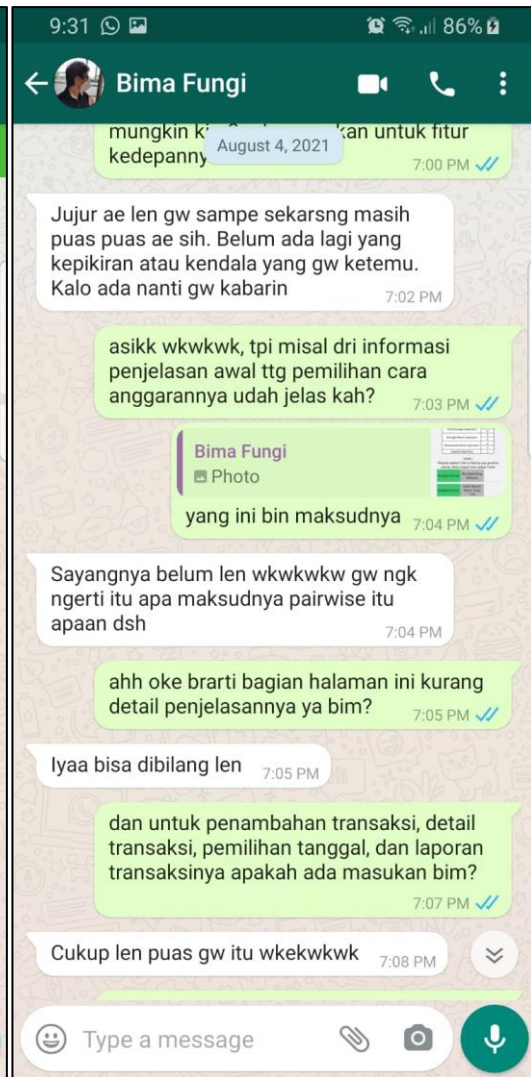 9:31 86%
Bima Fungi
mungkin kan untuk fitur
August 4, 2021
kedepanny 7:00 PM
Jujur ae len gw sampe sekarsng masih
puas puas ae sih. Belum ada lagi yang
kepikiran atau kendala yang gw ketemu.
Kalo ada nanti gw kabarin 7:02 PM
asikk wkwkwk, tpi misal dri informasi
penjelasan awal ttg pemilihan cara
anggarannya udah jelas kah? 7:03 PM
Bima Fungi
Photo
yang ini bin maksudnya 7:04 PM
Sayangnya belum len wkwkwkw gw ngk
ngerti itu apa maksudnya pairwise itu
apaan dsh 7:04 PM
ahh oke brarti bagian halaman ini kurang
detail penjelasannya ya bim? 7:05 PM
Iyaa bisa dibilang len 7:05 PM
dan untuk penambahan transaksi, detail
transaksi, pemilihan tanggal, dan laporan
transaksinya apakah ada masukan bim?
7:07 PM
Cukup len puas gw itu wkekwkwk 7:08 PM
Type a message